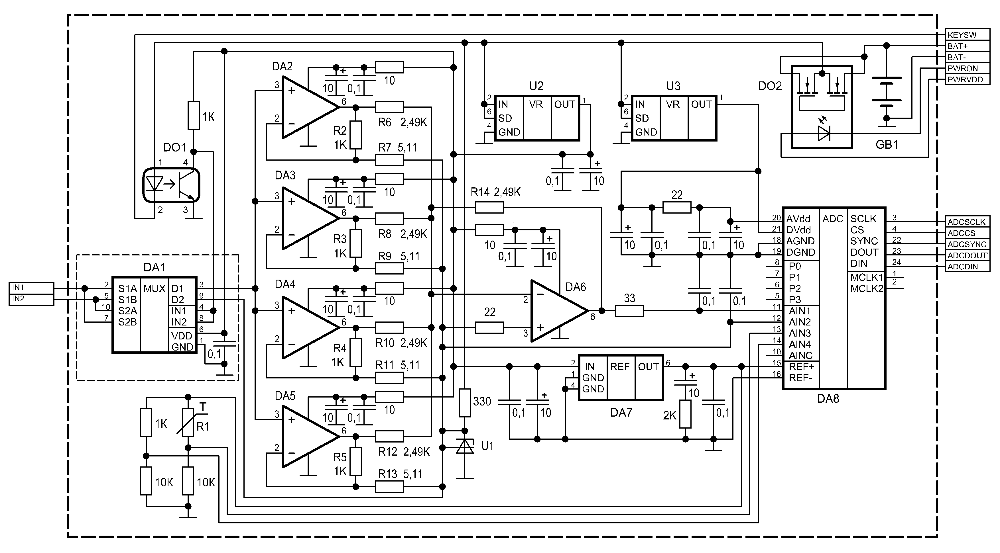 KEYSW
BAT+
BAT-
PWRON
PWRVDD
DA2
+
10 0,1 10
3 +
6
2 −
R6 2,49K
R2
1K
R7 5,11
1К
DO1
1 4
2 3
U2
2 IN VR OUT 1
6 SD
4 GND
U3
2 IN VR OUT 1
6 SD
4 GND
DO2
GB1
+
0,1 10
DA3
+
10 0,1 10
3 +
6
2 −
R8 2,49K
R3
1K
R9 5,11
R14 2,49K
10
+
0,1 10
22
+ +
10 0,1 0,1 10
DA1
IN1
IN2
2 S1A MUX D1 3
5 S1B D2 9
10 S2A IN1 4
7 S2B IN2 8
VDD 6
GND 1
0,1
DA4
+
10 0,1 10
3 +
6
2 −
R10 2,49K
R4
1K
R11 5,11
DA6
2 −
6
3 +
22
33
0,1 0,1
20 AVdd ADC SCLK 3
21 DVdd CS 4
18 AGND SYNC 22
19 DGND DOUT 23
DIN 24
8 P0
7 P1 MCLK1 1
6 P2 MCLK2 2
5 P3
11 AIN1
12 AIN2
13 AIN3
14 AIN4
10 AINC
15 REF+
16 REF-
DA8
ADCSCLK
ADCCS
ADCSYNC
ADCDOUT'
ADCDIN
DA5
+
10 0,1 10
3 +
6
2 −
R12 2,49K
R5
1K
R13 5,11
330
U1
+
0,1 10
2 IN REF OUT 6
1 GND
4 GND
DA7
+
10
2K
0,1
T
1К R1
10К 10К